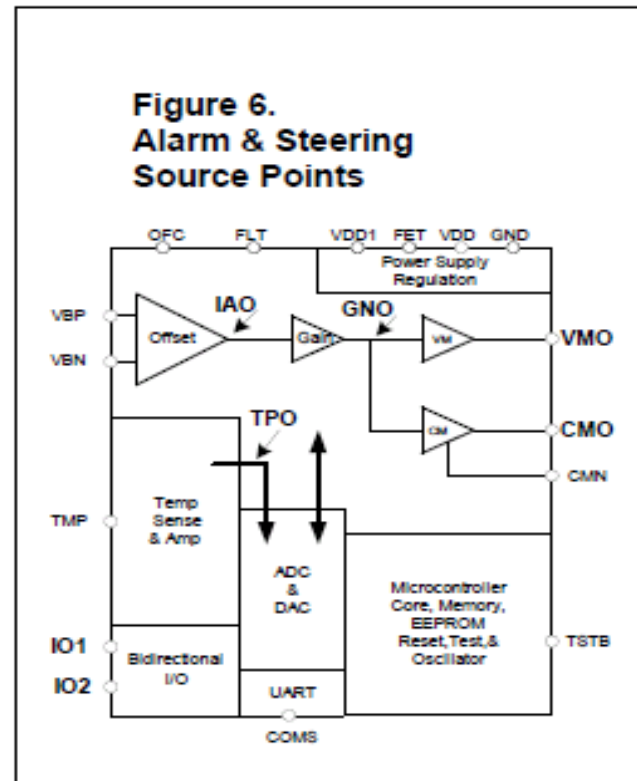 Figure 6.
Alarm & Steering
Source Points
OFC FLT VDD1 FET VDD GND
Power Supply
Regulation
IAO GNO
VBP
Offset Gain VM VMO
VBN
TPO
CM CMO
CMN
Temp
Sense
& Amp
TMP
ADC
&
DAC
Microcontroller
Core, Memory,
EEPROM
Reset,Test,&
Oscillator
TSTB
IO1
Bidirectional
I/O
IO2
UART
COMS